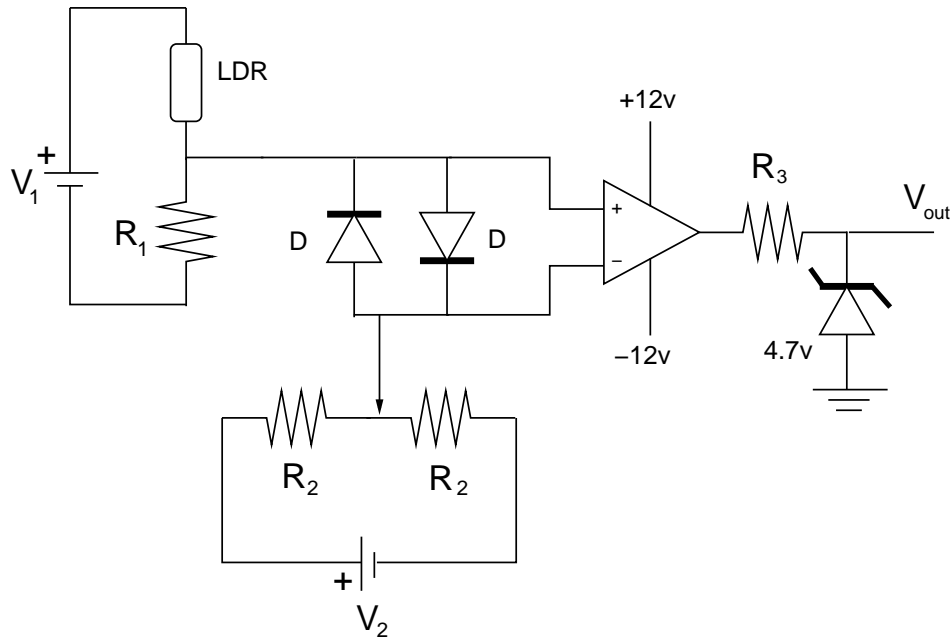 LDR
+12v
+
V1
R1
D
D
+
−
R3
Vout
−12v
4.7v
R2
R2
+
V2